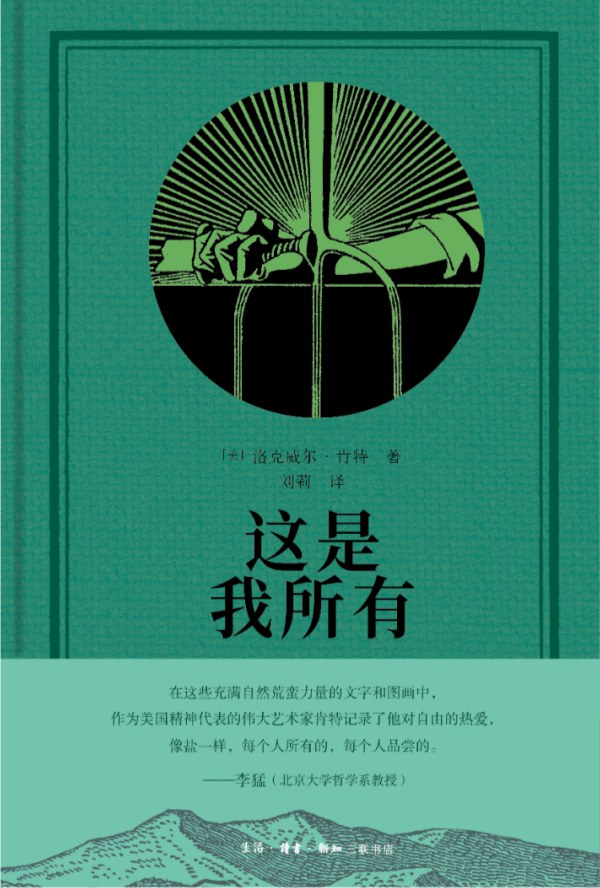 [美] 洛克威尔·肯特 著
刘莉 译
这是
我所有
在这些充满自然荒蛮力量的文字和图画中，
作为美国精神代表的伟大艺术家肯特记录了他对自由的热爱，
像盐一样，每个人所有的，每个人品尝的。
——李猛（北京大学哲学系教授）
生活·讀書·新知 三联书店